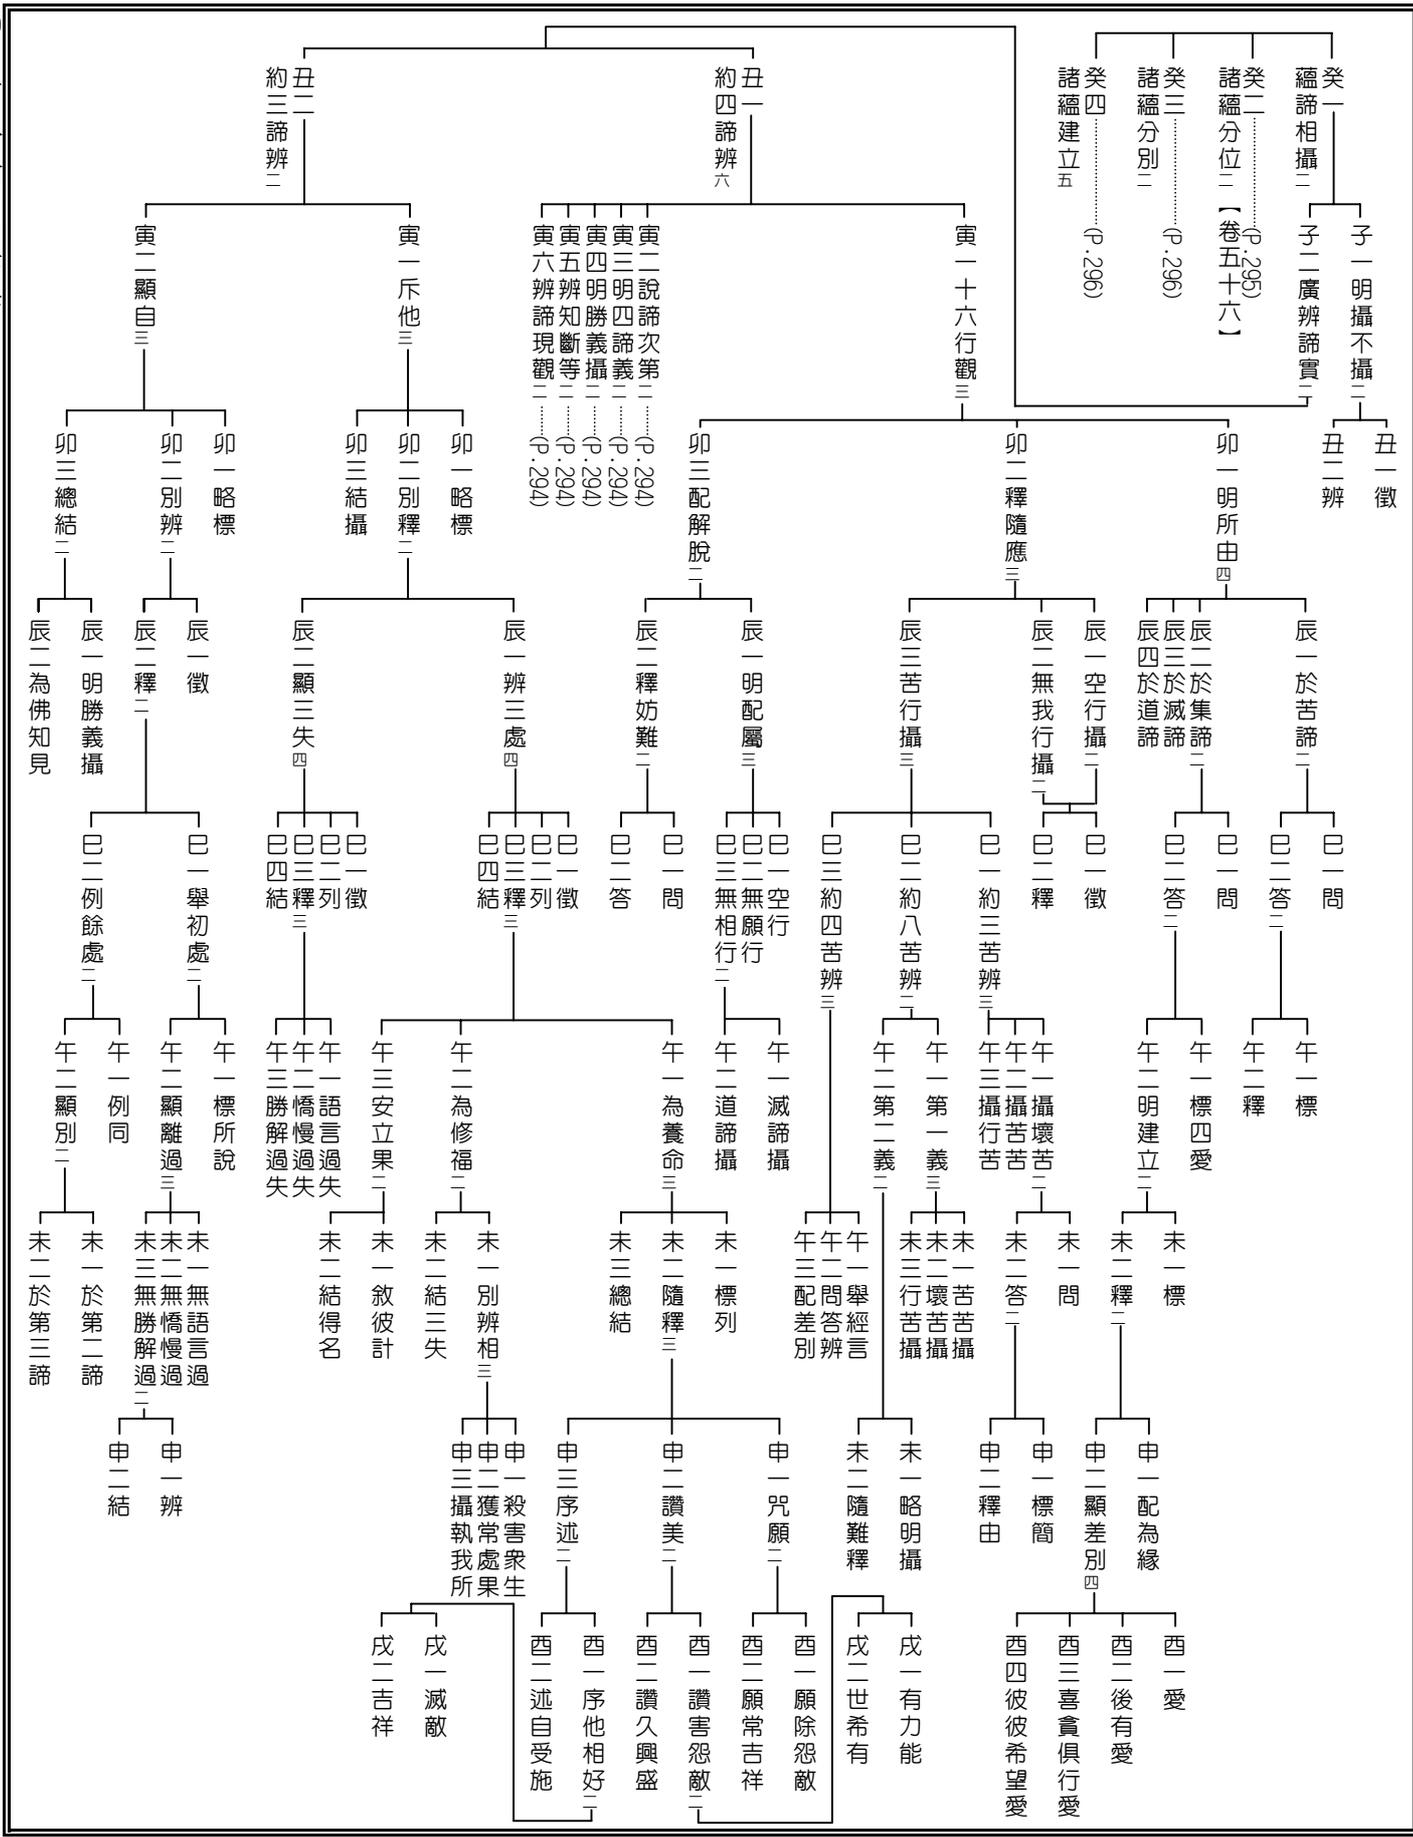 癸一
蘊諦相攝二
癸二…………(P.295)
諸蘊分位二【卷五十六】
癸三…………(P.296)
諸蘊分別二
癸四…………(P.296)
諸蘊建立五
子一明攝不攝二
子二廣辨諦實二
丑一徵
丑二辨
丑一
約四諦辨六
丑二
約三諦辨二
寅一十六行觀三
寅二說諦次第二……(P.294)
寅三明四諦義二……(P.294)
寅四明勝義攝二……(P.294)
寅五辨知斷等二……(P.294)
寅六辨諦現觀二……(P.294)
寅一斥他三
寅二顯自三
卯一明所由四
卯二釋隨應三
卯三配解脫二
卯一略標
卯二別釋二
卯三結攝
卯一略標
卯二別辨二
卯三總結二
辰一於苦諦二
辰二於集諦二
辰三於滅諦
辰四於道諦
辰一空行攝二
辰二無我行攝二
辰三苦行攝三
辰一明配屬三
辰二釋妨難二
辰一辨三處四
辰二顯三失四
辰一徵
辰二釋二
辰一明勝義攝
辰二為佛知見
巳一問
巳二答二
巳一問
巳二答二
巳一徵
巳二釋
巳一約三苦辨三
巳二約八苦辨二
巳三約四苦辨三
巳一空行
巳二無願行
巳三無相行二
巳一問
巳二答
巳一徵
巳二列
巳三釋三
巳四結
巳一徵
巳二列
巳三釋三
巳四結
巳一舉初處二
巳二例餘處二
午一標
午二釋
午一標四愛
午二明建立二
午一攝壞苦二
午二攝苦苦
午三攝行苦
午一第一義三
午二第二義二
午一滅諦攝
午二道諦攝
午一為養命三
午二為修福二
午三安立果二
午一語言過失
午二憍慢過失
午三勝解過失
午一標所說
午二顯離過三
午一例同
午二顯別二
未一標
未二釋二
未一問
未二答二
未一苦苦攝
未二壞苦攝
未三行苦攝
午一舉經言
午二問答辨
午三配差別
未一標列
未二隨釋三
未三總結
未一別辨相三
未二結三失
未一敘彼計
未二結得名
未一無語言過
未二無憍慢過
未三無勝解過二
未一於第二諦
未二於第三諦
申一配為緣
申二顯差別四
申一標簡
申二釋由
未一略明攝
未二隨難釋
申一咒願二
申二讚美二
申三序述二
申一殺害衆生
申二獲常處果
申三攝執我所
申一辨
申二結
酉一愛
酉二後有愛
酉三喜貪俱行愛
酉四彼彼希望愛
戌一有力能
戌二世希有
酉一願除怨敵
酉二願常吉祥
酉一讚害怨敵二
酉二讚久興盛
酉一序他相好二
酉二述自受施
戌一滅敵
戌二吉祥